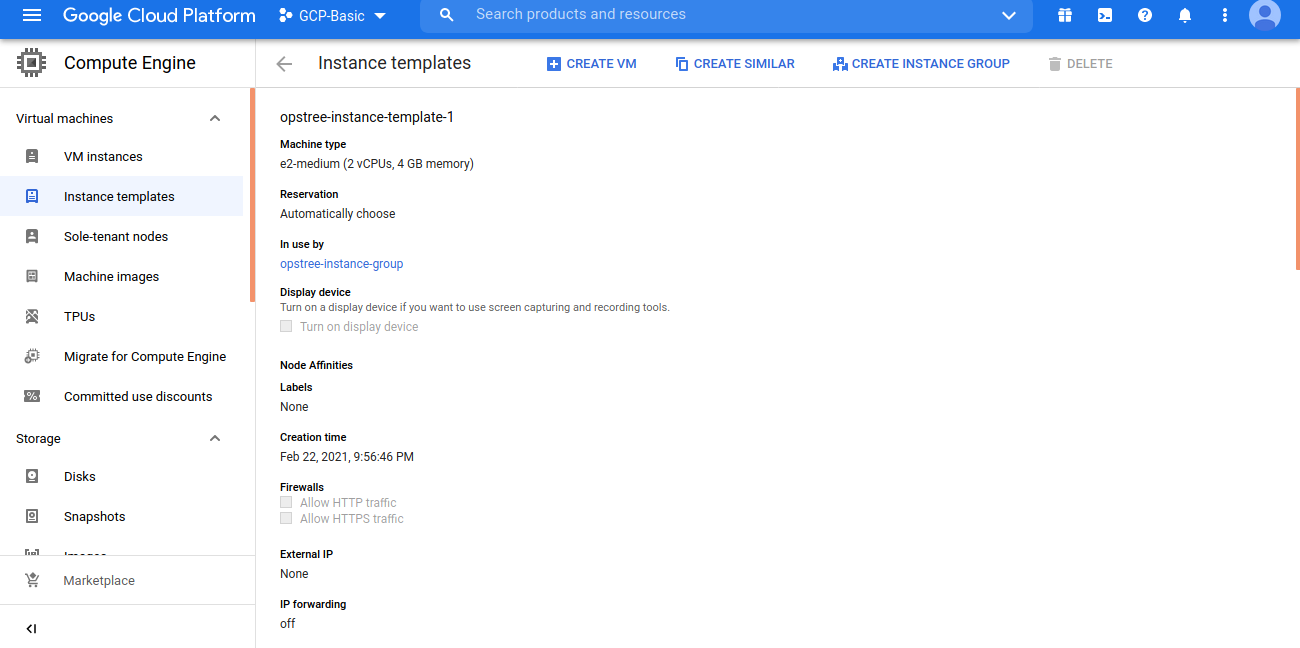 Google Cloud Platform
GCP-Basic
Search products and resources
Compute Engine
Instance templates
CREATE VM
CREATE SIMILAR
CREATE INSTANCE GROUP
DELETE
Virtual machines
VM instances
Instance templates
Sole-tenant nodes
Machine images
TPUs
Migrate for Compute Engine
Committed use discounts
Storage
Disks
Snapshots
Images
Marketplace
opstree-instance-template-1
Machine type
e2-medium (2 vCPUs, 4 GB memory)
Reservation
Automatically choose
In use by
opstree-instance-group
Display device
Turn on a display device if you want to use screen capturing and recording tools.
Turn on display device
Node Affinities
Labels
None
Creation time
Feb 22, 2021, 9:56:46 PM
Firewalls
Allow HTTP traffic
Allow HTTPS traffic
External IP
None
IP forwarding
off